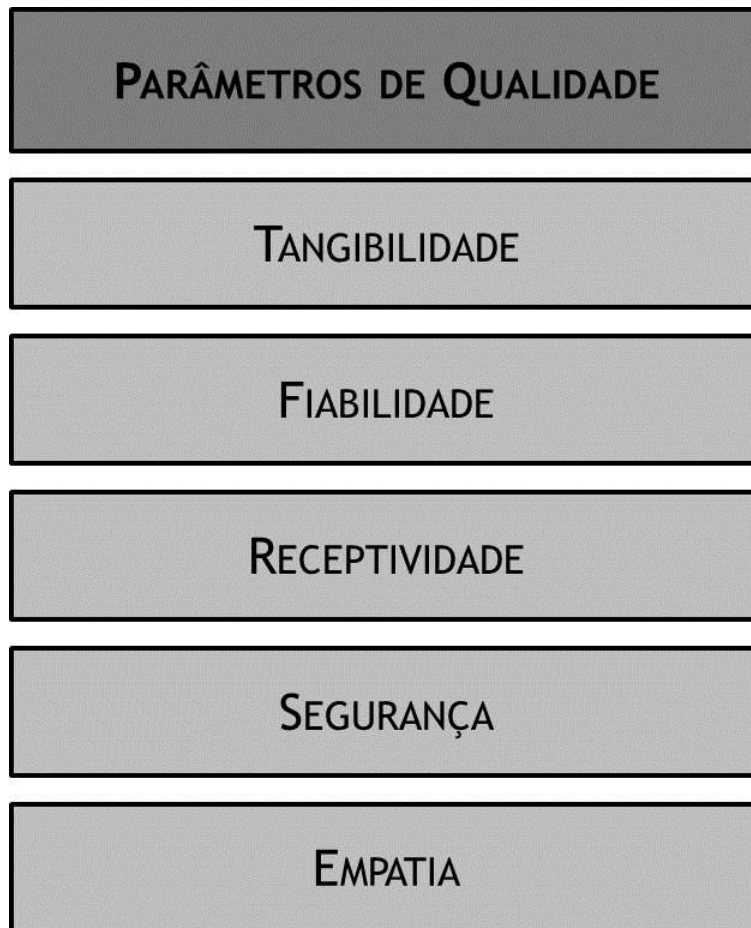 PARÂMETROS DE QUALIDADE
TANGIBILIDADE
FIABILIDADE
RECEPTIVIDADE
SEGURANÇA
EMPATIA